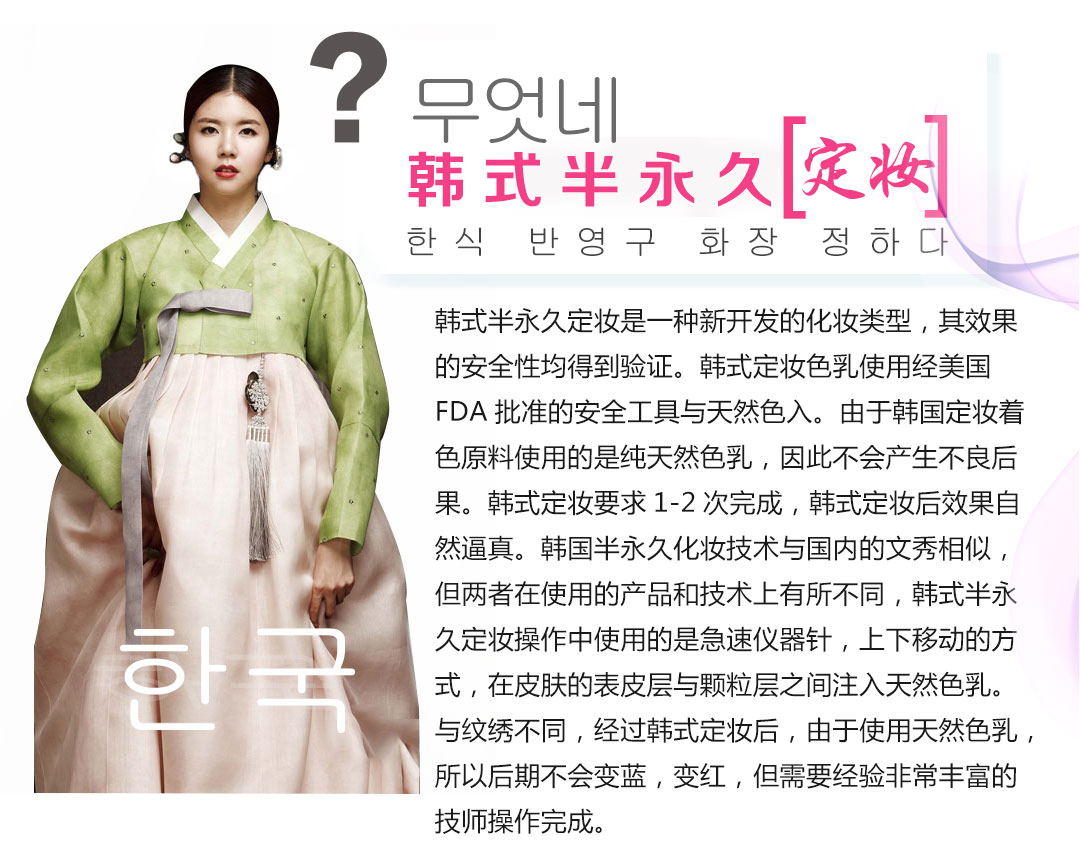 ?
무엇네
韩式半永久[定妆]
한식 반영구 화장 정하다
韩式半永久定妆是一种新开发的化妆类型，其效果
的安全性均得到验证。韩式定妆色乳使用经美国
FDA 批准的安全工具与天然色入。由于韩国定妆着
色原料使用的是纯天然色乳，因此不会产生不良后
果。韩式定妆要求 1-2 次完成，韩式定妆后效果自
然逼真。韩国半永久化妆技术与国内的文秀相似，
但两者在使用的产品和技术上有所不同，韩式半永
久定妆操作中使用的是急速仪器针，上下移动的方
式，在皮肤的表皮层与颗粒层之间注入天然色乳。
与纹绣不同，经过韩式定妆后，由于使用天然色乳，
所以后期不会变蓝，变红，但需要经验非常丰富的
技师操作完成。
한국